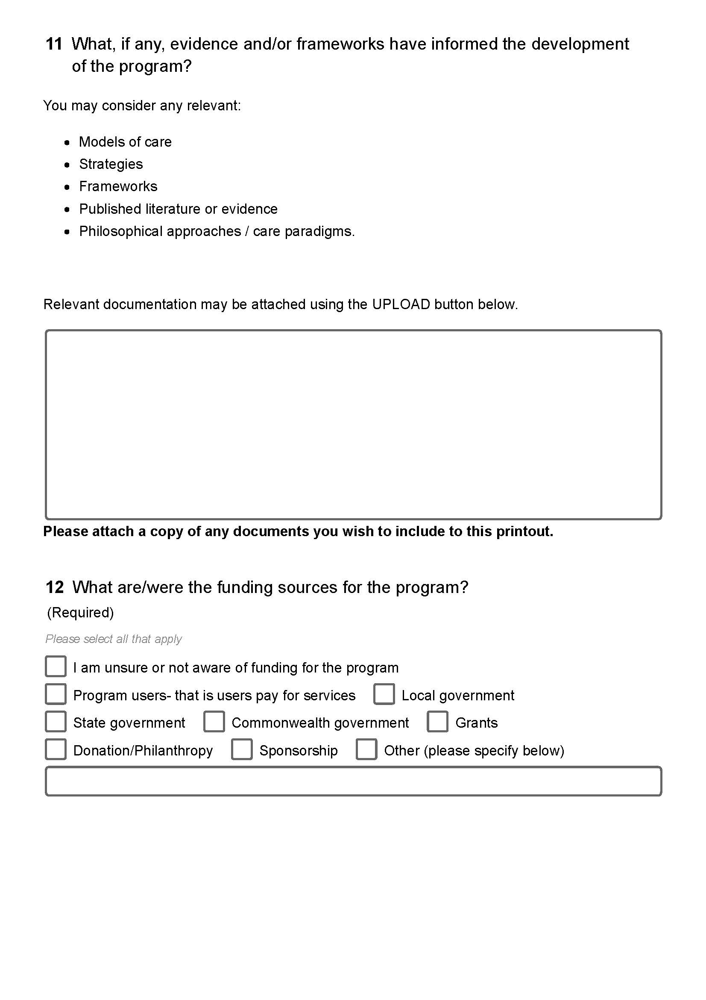 11 What, if any, evidence and/or frameworks have informed the development
of the program?
You may consider any relevant:
Models of care
Strategies
Frameworks
Published literature or evidence
Philosophical approaches / care paradigms.
Relevant documentation may be attached using the UPLOAD button below.
Please attach a copy of any documents you wish to include to this printout.
12 What are/were the funding sources for the program?
(Required)
Please select all that apply
I am unsure or not aware of funding for the program
Program users- that is users pay for services Local government
State government Commonwealth government Grants
Donation/Philanthropy Sponsorship Other (please specify below)